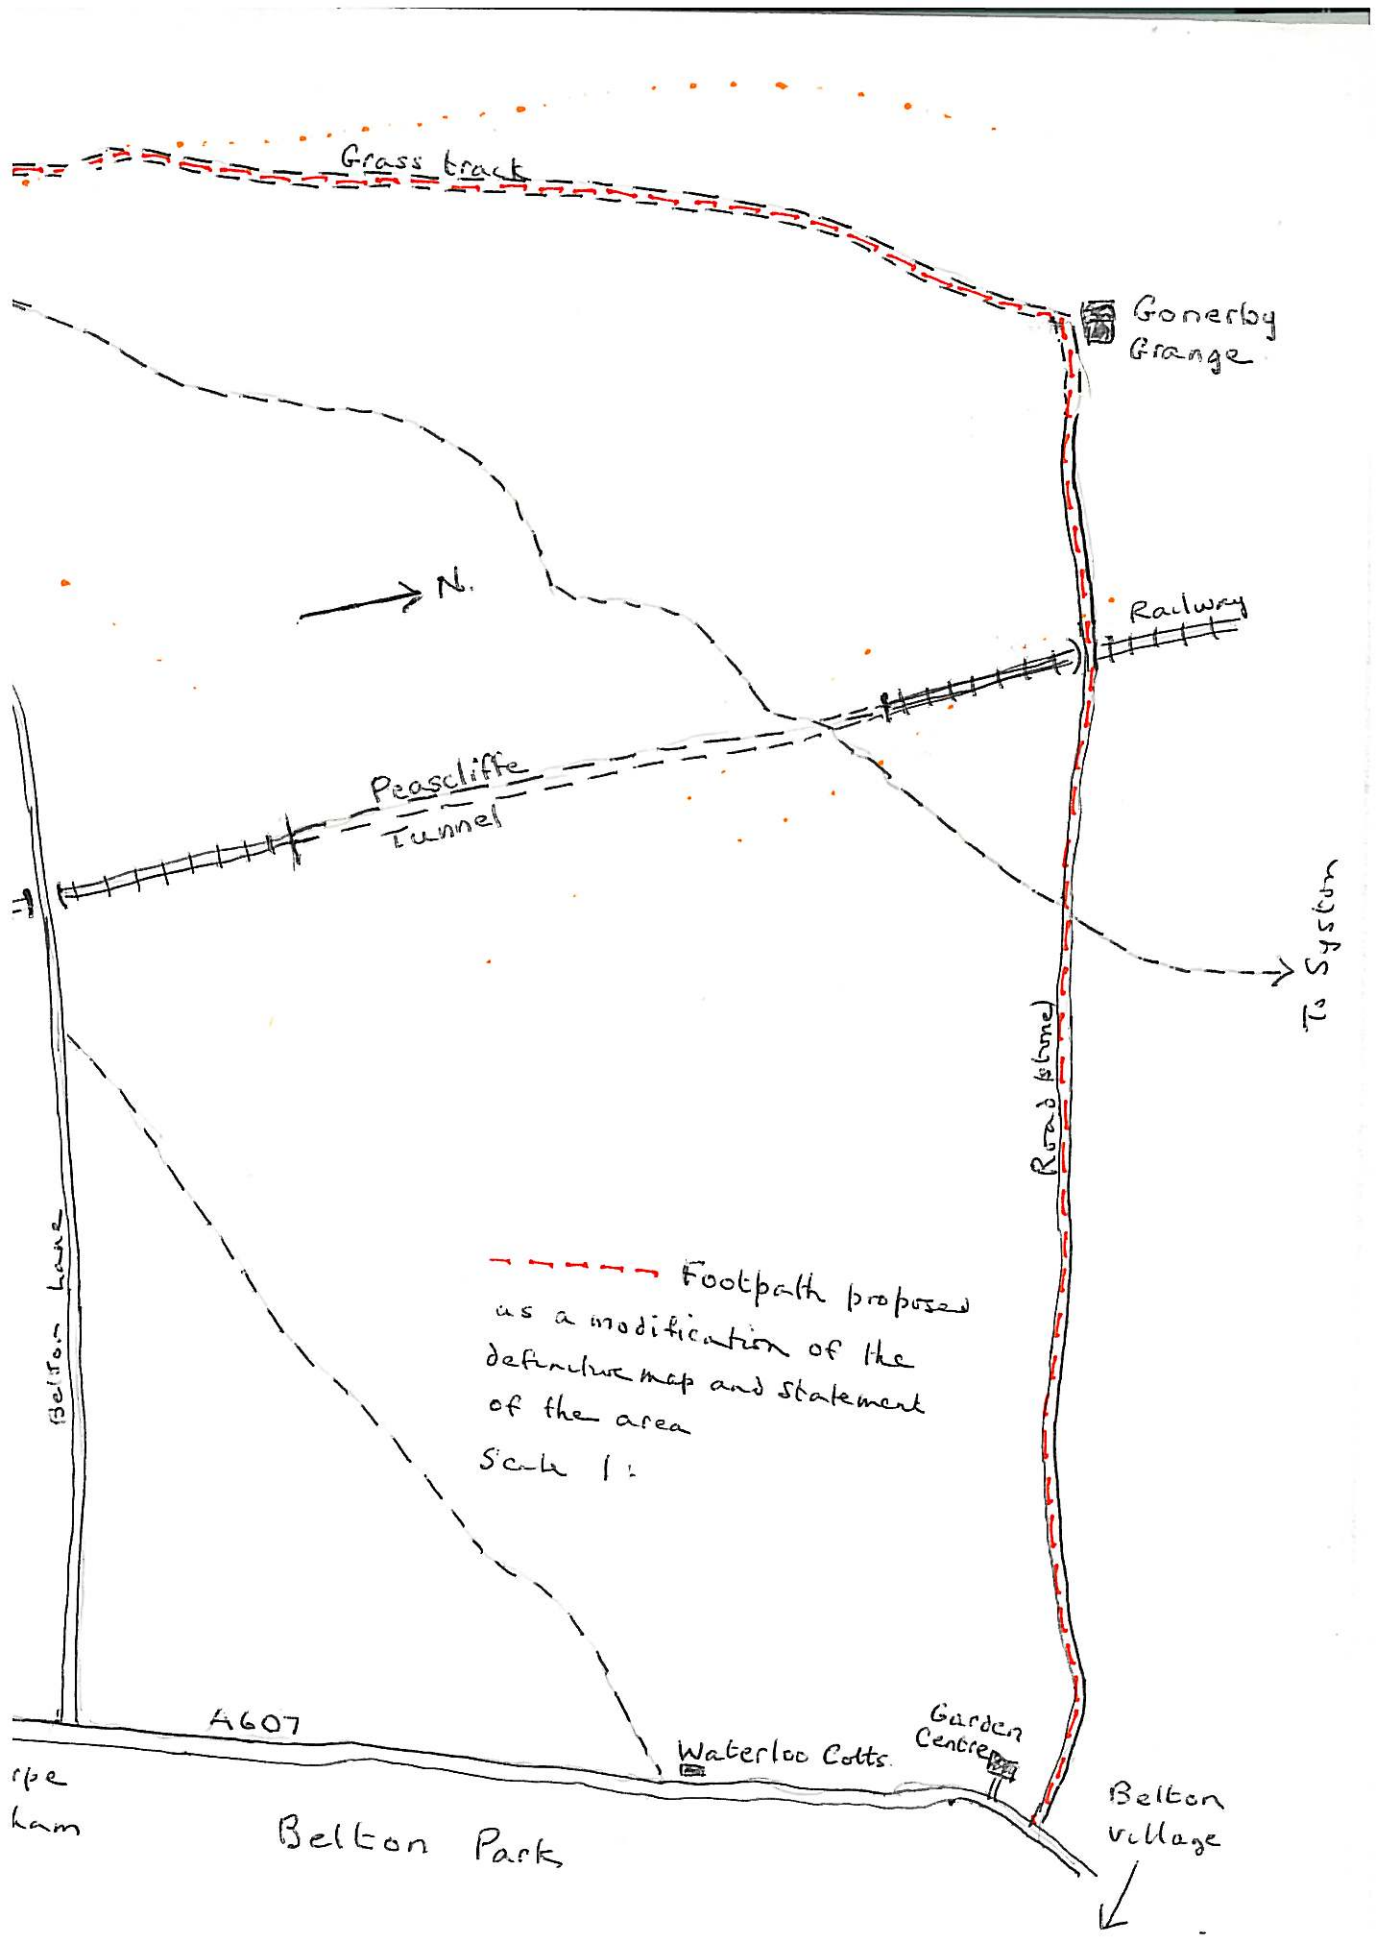 Grass track
Gonerby
Grange
N.
Railway
Peascliffe
Tunnel
To Syston
Road (stone)
Belton Lane
Footpath proposed
as a modification of the
definitive map and statement
of the area
Scale 1:
A607
Garden
Centre
Waterloo Cotts.
rpe
ham
Belton Park
Belton
village